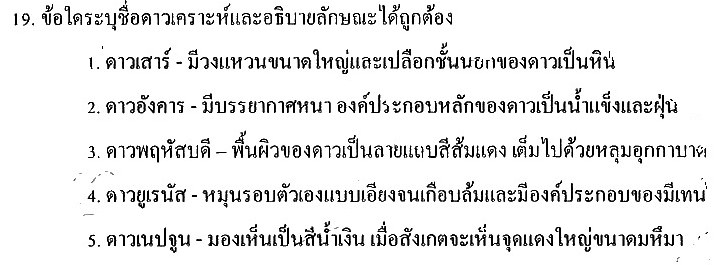 19. ข้อใดระบุชื่อดาวเคราะห์และอธิบายลักษณะได้ถูกต้อง
1. ดาวเสาร์ - มีวงแหวนขนาดใหญ่และเปลือกชั้นนอกของดาวเป็นหิน
2. ดาวอังคาร - มีบรรยากาศหนา องค์ประกอบหลักของดาวเป็นน้ำแข็งและฝุ่น
3. ดาวพฤหัสบดี – พื้นผิวของดาวเป็นลายแถบสีส้มแดง เต็มไปด้วยหลุมอุกกาบาต
4. ดาวยูเรนัส - หมุนรอบตัวเองแบบเอียงจนเกือบล้มและมีองค์ประกอบของมีเทน
5. ดาวเนปจูน - มองเห็นเป็นสีน้ำเงิน เมื่อสังเกตจะเห็นจุดแดงใหญ่ขนาดมหึมา